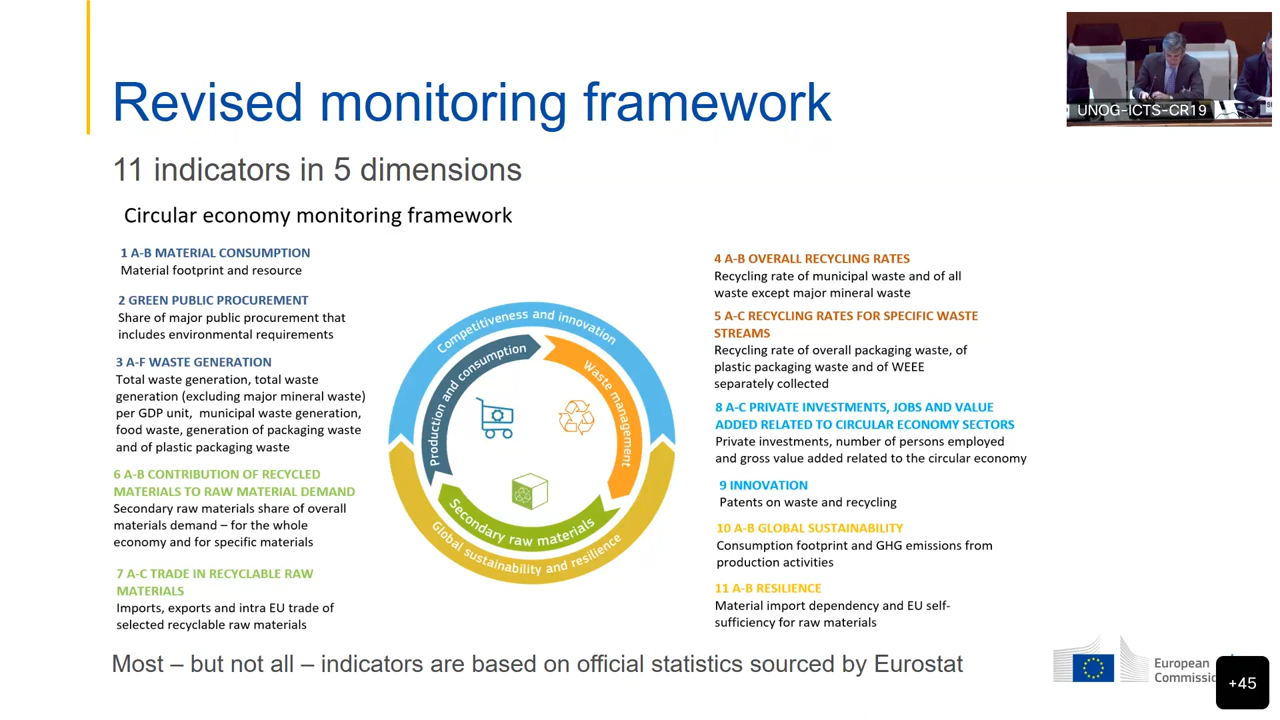 Revised monitoring framework
UNOG-ICTS-CR19
11 indicators in 5 dimensions
Circular economy monitoring framework
1 A-B MATERIAL CONSUMPTION
Material footprint and resource
2 GREEN PUBLIC PROCUREMENT
Share of major public procurement that
includes environmental requirements
3 A-F WASTE GENERATION
Total waste generation, total waste
generation (excluding major mineral waste)
per GDP unit, municipal waste generation,
food waste, generation of packaging waste
and of plastic packaging waste
6 A-B CONTRIBUTION OF RECYCLED
MATERIALS TO RAW MATERIAL DEMAND
Secondary raw materials share of overall
materials demand – for the whole
economy and for specific materials
7 A-C TRADE IN RECYCLABLE RAW
MATERIALS
Imports, exports and intra EU trade of
selected recyclable raw materials
Competitiveness and innovation
Production and consumption
Waste management
Secondary raw materials
Global sustainability and resilience
4 A-B OVERALL RECYCLING RATES
Recycling rate of municipal waste and of all
waste except major mineral waste
5 A-C RECYCLING RATES FOR SPECIFIC WASTE
STREAMS
Recycling rate of overall packaging waste, of
plastic packaging waste and of WEEE
separately collected
8 A-C PRIVATE INVESTMENTS, JOBS AND VALUE
ADDED RELATED TO CIRCULAR ECONOMY SECTORS
Private investments, number of persons employed
and gross value added related to the circular economy
9 INNOVATION
Patents on waste and recycling
10 A-B GLOBAL SUSTAINABILITY
Consumption footprint and GHG emissions from
production activities
11 A-B RESILIENCE
Material import dependency and EU self-
sufficiency for raw materials
Most – but not all – indicators are based on official statistics sourced by Eurostat
European
Commissi
+45